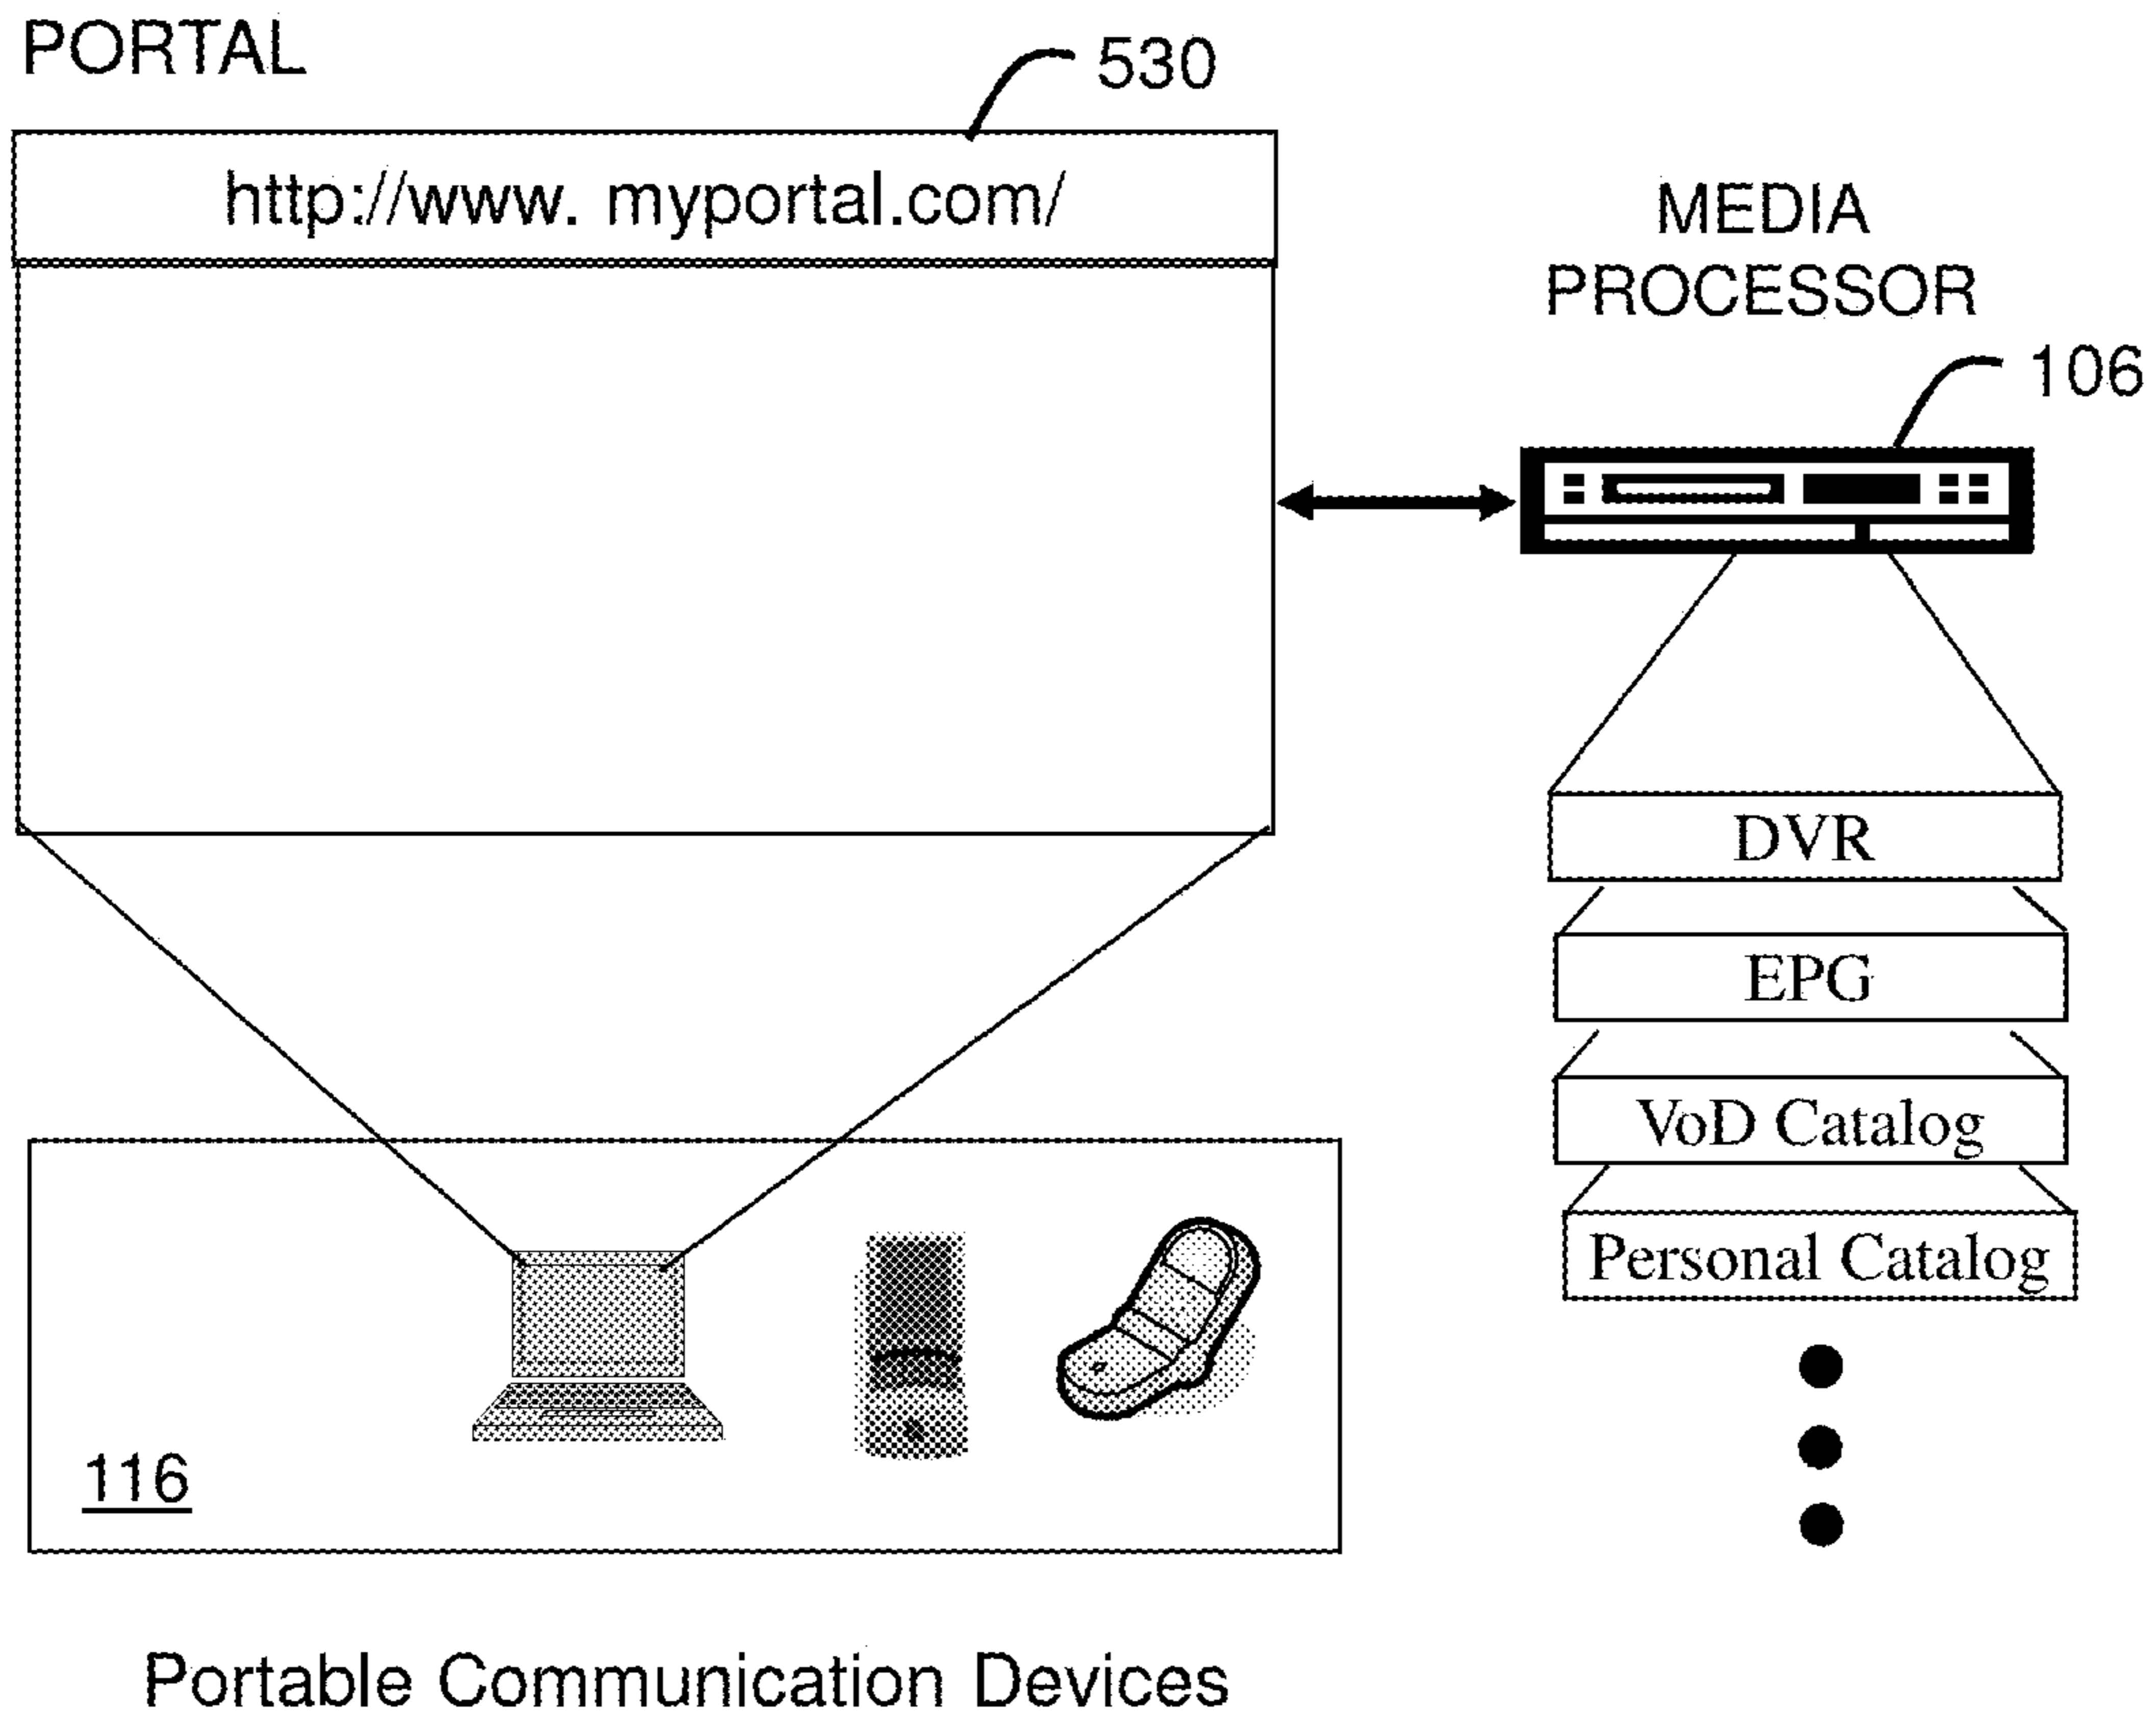 PORTAL
530
http://www. myportal.com/
MEDIA
PROCESSOR
106
DVR
EPG
VoD Catalog
Personal Catalog
116
Portable Communication Devices